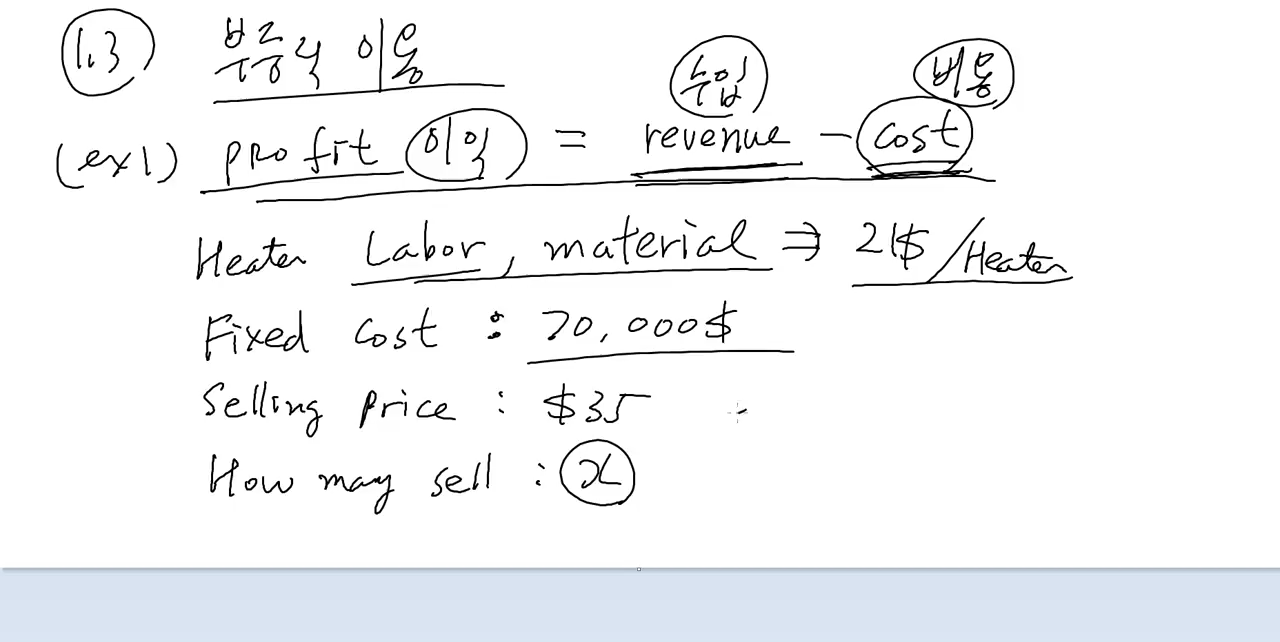 1.3 부등식 이용
(ex1) profit 이익 = revenue 수입 - cost 비용
Heater Labor, material ⇒ 21$/Heater
Fixed cost : 70,000$
Selling price : $35
How may sell : x